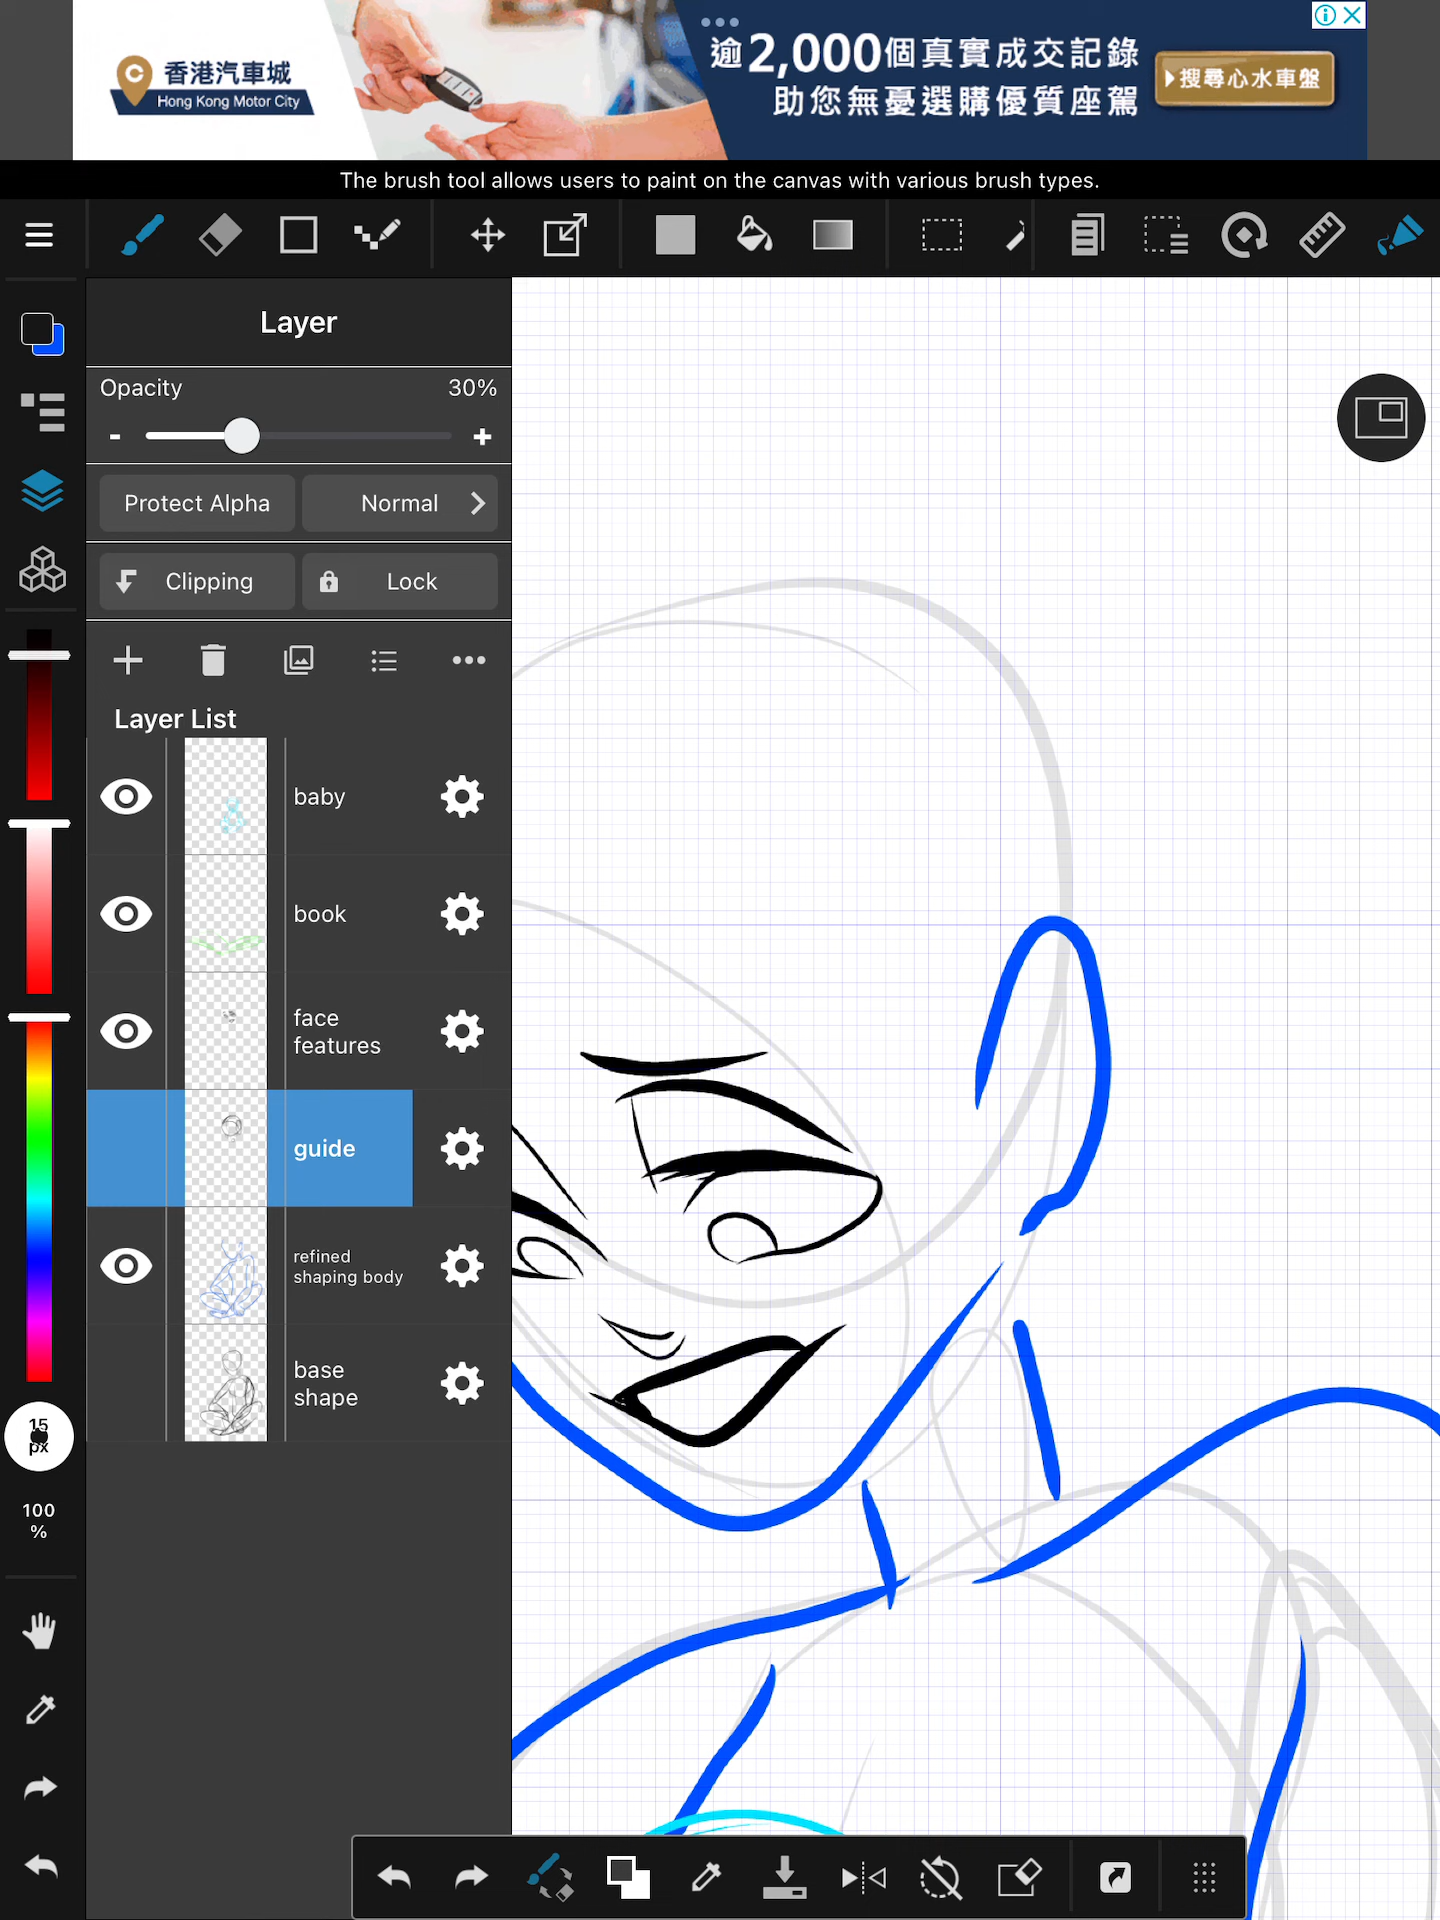 香港汽車城
Hong Kong Motor City
逾2,000個真實成交記錄
助您無憂選購優質座駕
搜尋心水車盤
The brush tool allows users to paint on the canvas with various brush types.
Layer
Opacity 30%
- +
Protect Alpha Normal
Clipping Lock
Layer List
baby
book
face
features
guide
refined
shaping body
base
shape
15
px
100
%